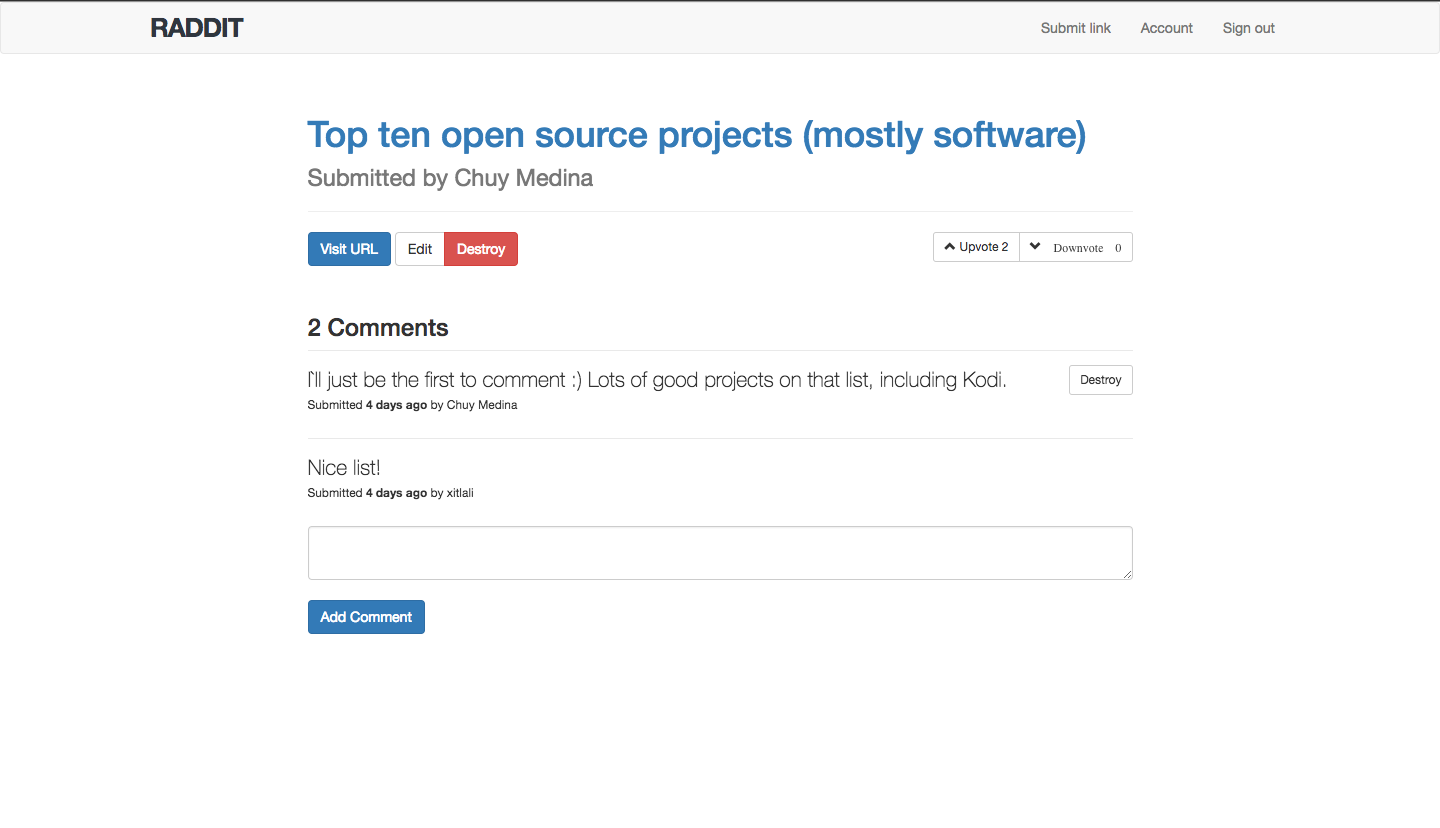 RADDIT Submit link Account Sign out
Top ten open source projects (mostly software)
Submitted by Chuy Medina
Visit URL Edit Destroy Upvote 2 Downvote 0
2 Comments
I`ll just be the first to comment :) Lots of good projects on that list, including Kodi. Destroy
Submitted 4 days ago by Chuy Medina
Nice list!
Submitted 4 days ago by xitlali
Add Comment